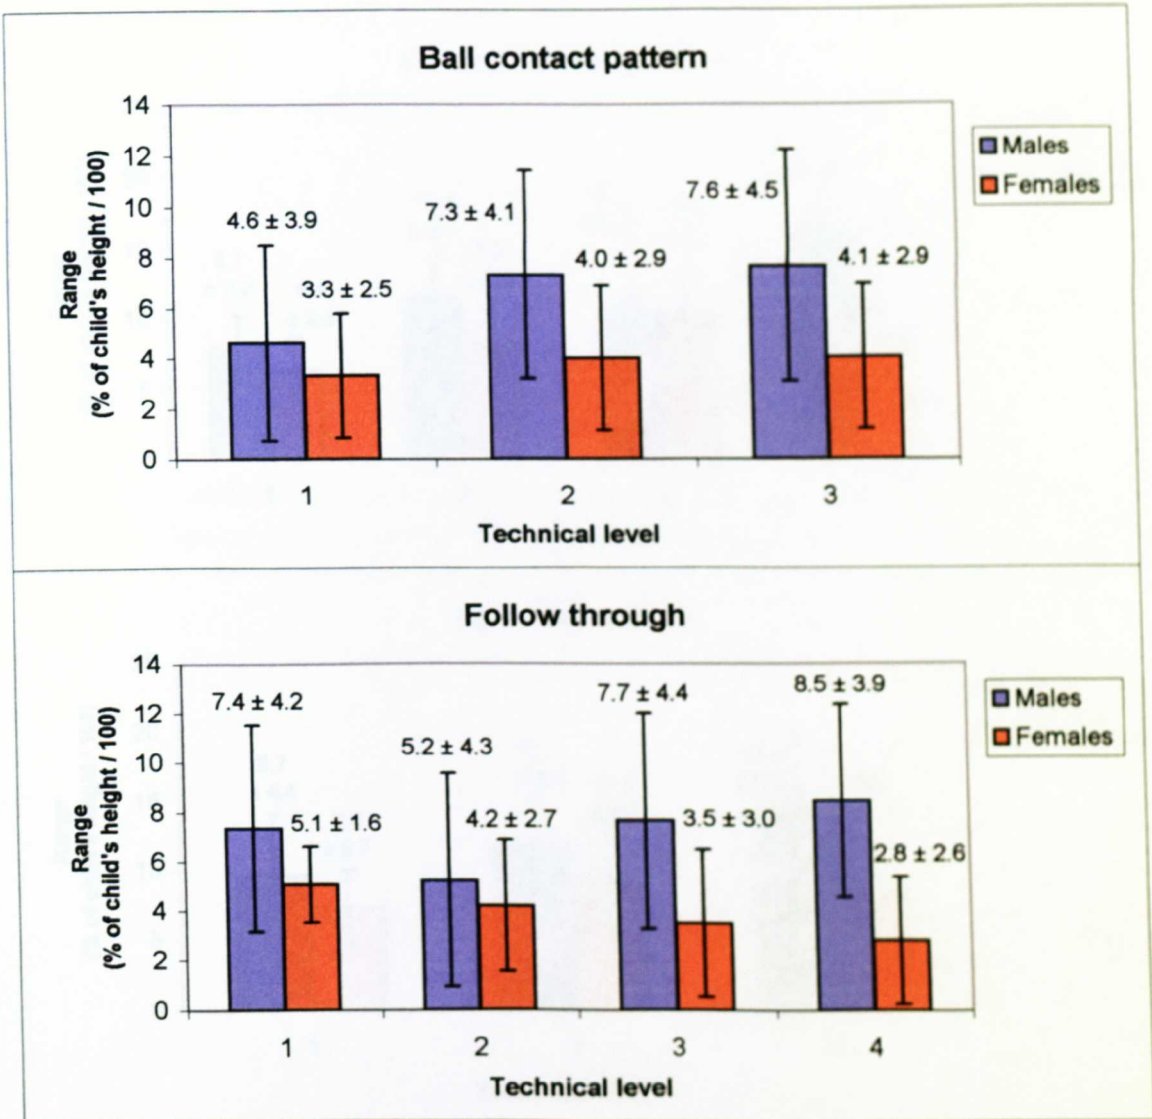 Ball contact pattern
14
12
10
8
6
4
2
0
Range
(% of child's height / 100)
4.6 ± 3.9
3.3 ± 2.5
7.3 ± 4.1
4.0 ± 2.9
7.6 ± 4.5
4.1 ± 2.9
1
2
3
Technical level
Males
Females
Follow through
14
12
10
8
6
4
2
0
Range
(% of child's height / 100)
7.4 ± 4.2
5.1 ± 1.6
5.2 ± 4.3
4.2 ± 2.7
7.7 ± 4.4
3.5 ± 3.0
8.5 ± 3.9
2.8 ± 2.6
1
2
3
4
Technical level
Males
Females